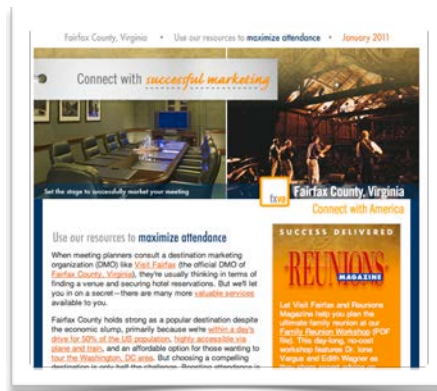 Fairfax County, Virginia • Use our resources to maximize attendance • January 2011
Connect with successful marketing
Set the stage to successfully market your meeting
fxva
Fairfax County, Virginia
Connect with America
Use our resources to maximize attendance
When meeting planners consult a destination marketing
organization (DMO) like Visit Fairfax (the official DMO of
Fairfax County, Virginia), they're usually thinking in terms of
finding a venue and securing hotel reservations. But we'll let
you in on a secret—there are many more valuable services
available to you.
Fairfax County holds strong as a popular destination despite
the economic slump, primarily because we're within a day's
drive for 50% of the US population, highly accessible via
plane and train, and an affordable option for those wanting to
tour the Washington, DC area. But choosing a compelling
SUCCESS DELIVERED
REUNIONS
MAGAZINE
Let Visit Fairfax and Reunions
Magazine help you plan the
ultimate family reunion at our
Family Reunion Workshop (PDF
file). This day-long, no-cost
workshop features Dr. Ione
Vargus and Edith Wagner as